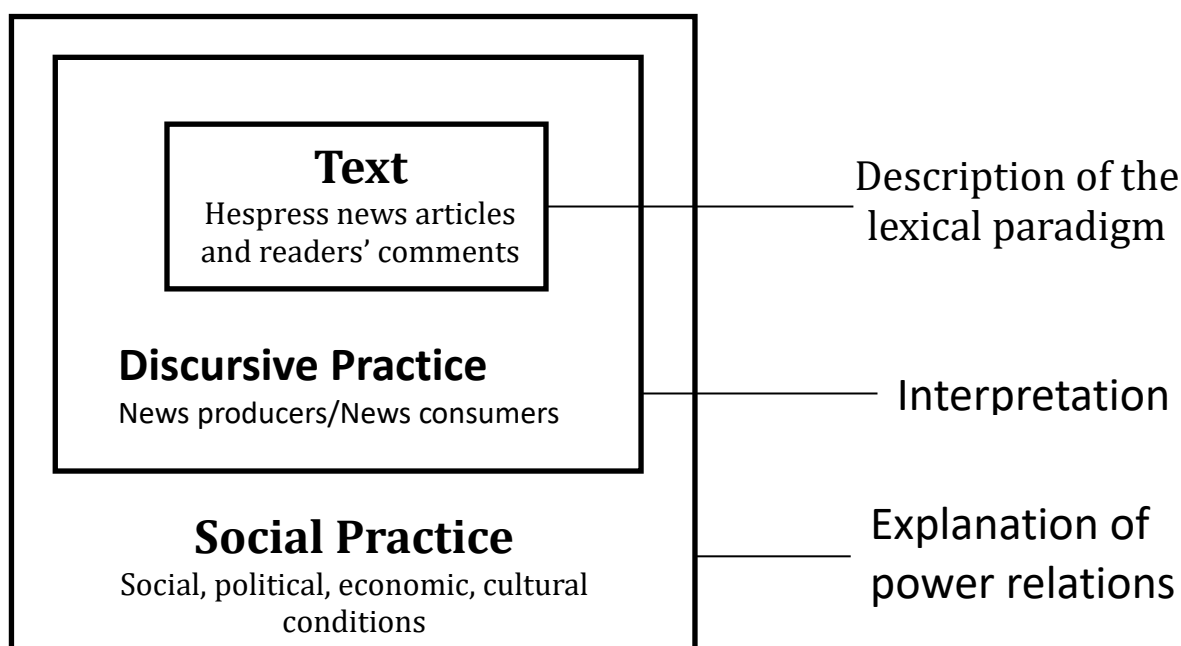 Text
Hespress news articles
and readers’ comments
Description of the
lexical paradigm
Discursive Practice
News producers/News consumers
Interpretation
Social Practice
Social, political, economic, cultural
conditions
Explanation of
power relations